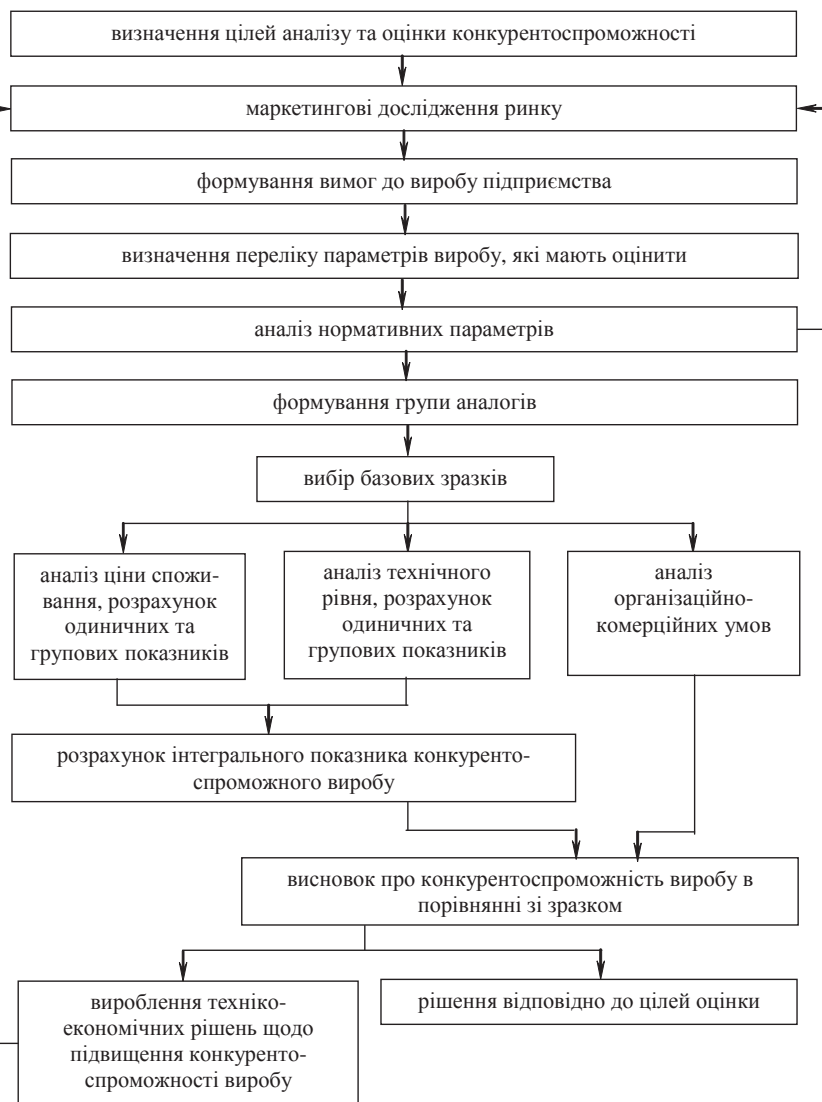 визначення цілей аналізу та оцінки конкурентоспроможності
маркетингові дослідження ринку
формування вимог до виробу підприємства
визначення переліку параметрів виробу, які мають оцінити
аналіз нормативних параметрів
формування групи аналогів
вибір базових зразків
аналіз ціни спожи-
вання, розрахунок
одиничних та
групових показників
аналіз технічного
рівня, розрахунок
одиничних та
групових показників
аналіз
організаційно-
комерційних умов
розрахунок інтегрального показника конкуренто-
спроможного виробу
висновок про конкурентоспроможність виробу в
порівнянні зі зразком
вироблення техніко-
економічних рішень щодо
підвищення конкуренто-
спроможності виробу
рішення відповідно до цілей оцінки